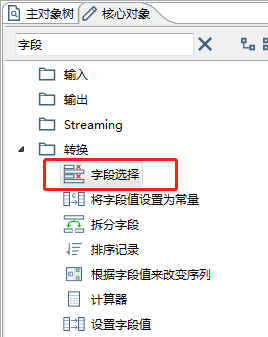 主对象树 核心对象
字段
输入
输出
Streaming
转换
字段选择
将字段值设置为常量
拆分字段
排序记录
根据字段值来改变序列
计算器
设置字段值